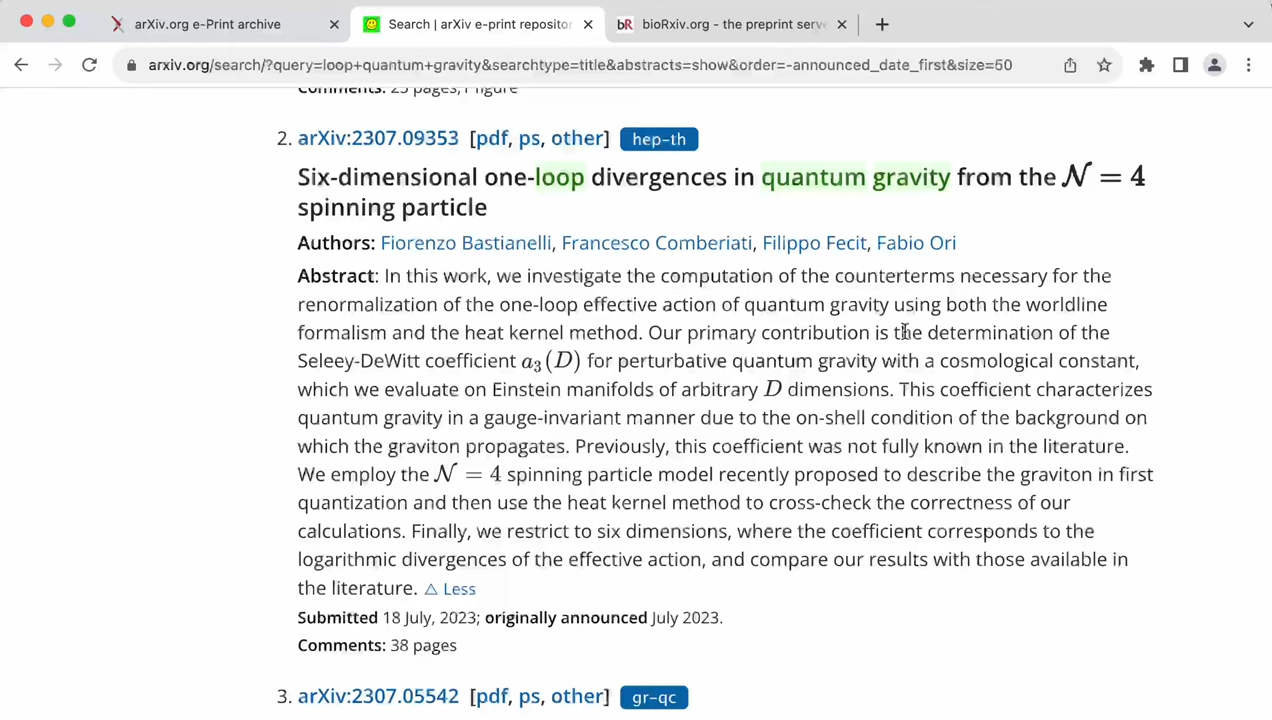 arXiv.org e-Print archive
Search | arXiv e-print repositor
bioRxiv.org - the preprint serve
arxiv.org/search/?query=loop+quantum+gravity&searchtype=title&abstracts=show&order=-announced_date_first&size=50
Comments: 25 pages, 1 figure
2. arXiv:2307.09353 [pdf, ps, other] hep-th
Six-dimensional one-loop divergences in quantum gravity from the 𝒩 = 4
spinning particle
Authors: Fiorenzo Bastianelli, Francesco Comberiati, Filippo Fecit, Fabio Ori
Abstract: In this work, we investigate the computation of the counterterms necessary for the
renormalization of the one-loop effective action of quantum gravity using both the worldline
formalism and the heat kernel method. Our primary contribution is the determination of the
Seleey-DeWitt coefficient a₃(D) for perturbative quantum gravity with a cosmological constant,
which we evaluate on Einstein manifolds of arbitrary D dimensions. This coefficient characterizes
quantum gravity in a gauge-invariant manner due to the on-shell condition of the background on
which the graviton propagates. Previously, this coefficient was not fully known in the literature.
We employ the 𝒩 = 4 spinning particle model recently proposed to describe the graviton in first
quantization and then use the heat kernel method to cross-check the correctness of our
calculations. Finally, we restrict to six dimensions, where the coefficient corresponds to the
logarithmic divergences of the effective action, and compare our results with those available in
the literature. △ Less
Submitted 18 July, 2023; originally announced July 2023.
Comments: 38 pages
3. arXiv:2307.05542 [pdf, ps, other] gr-qc